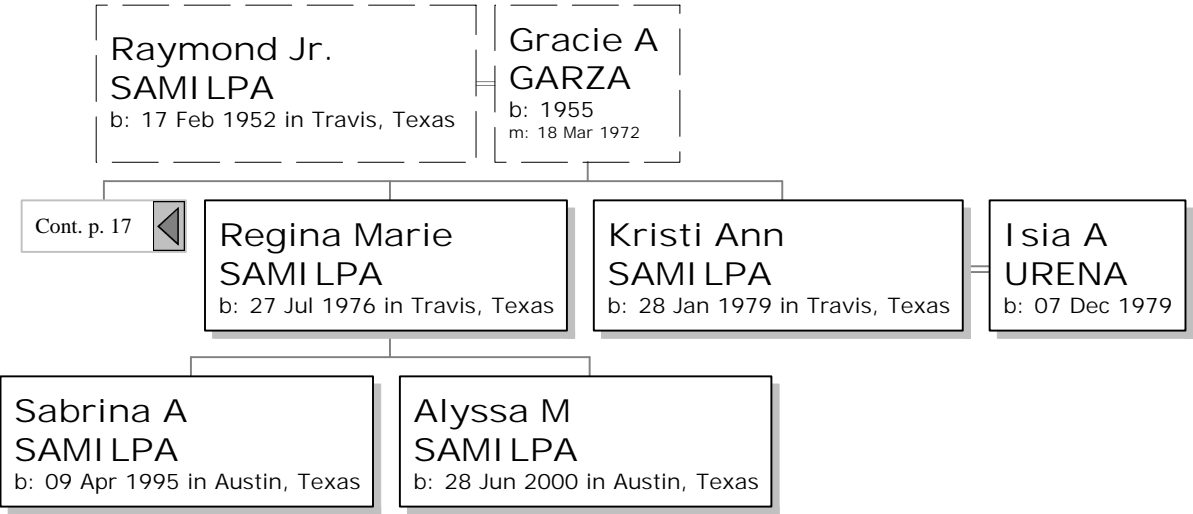 Raymond Jr.
SAMILPA
b: 17 Feb 1952 in Travis, Texas
Gracie A
GARZA
b: 1955
m: 18 Mar 1972
Cont. p. 17
Regina Marie
SAMILPA
b: 27 Jul 1976 in Travis, Texas
Kristi Ann
SAMILPA
b: 28 Jan 1979 in Travis, Texas
Isia A
URENA
b: 07 Dec 1979
Sabrina A
SAMILPA
b: 09 Apr 1995 in Austin, Texas
Alyssa M
SAMILPA
b: 28 Jun 2000 in Austin, Texas